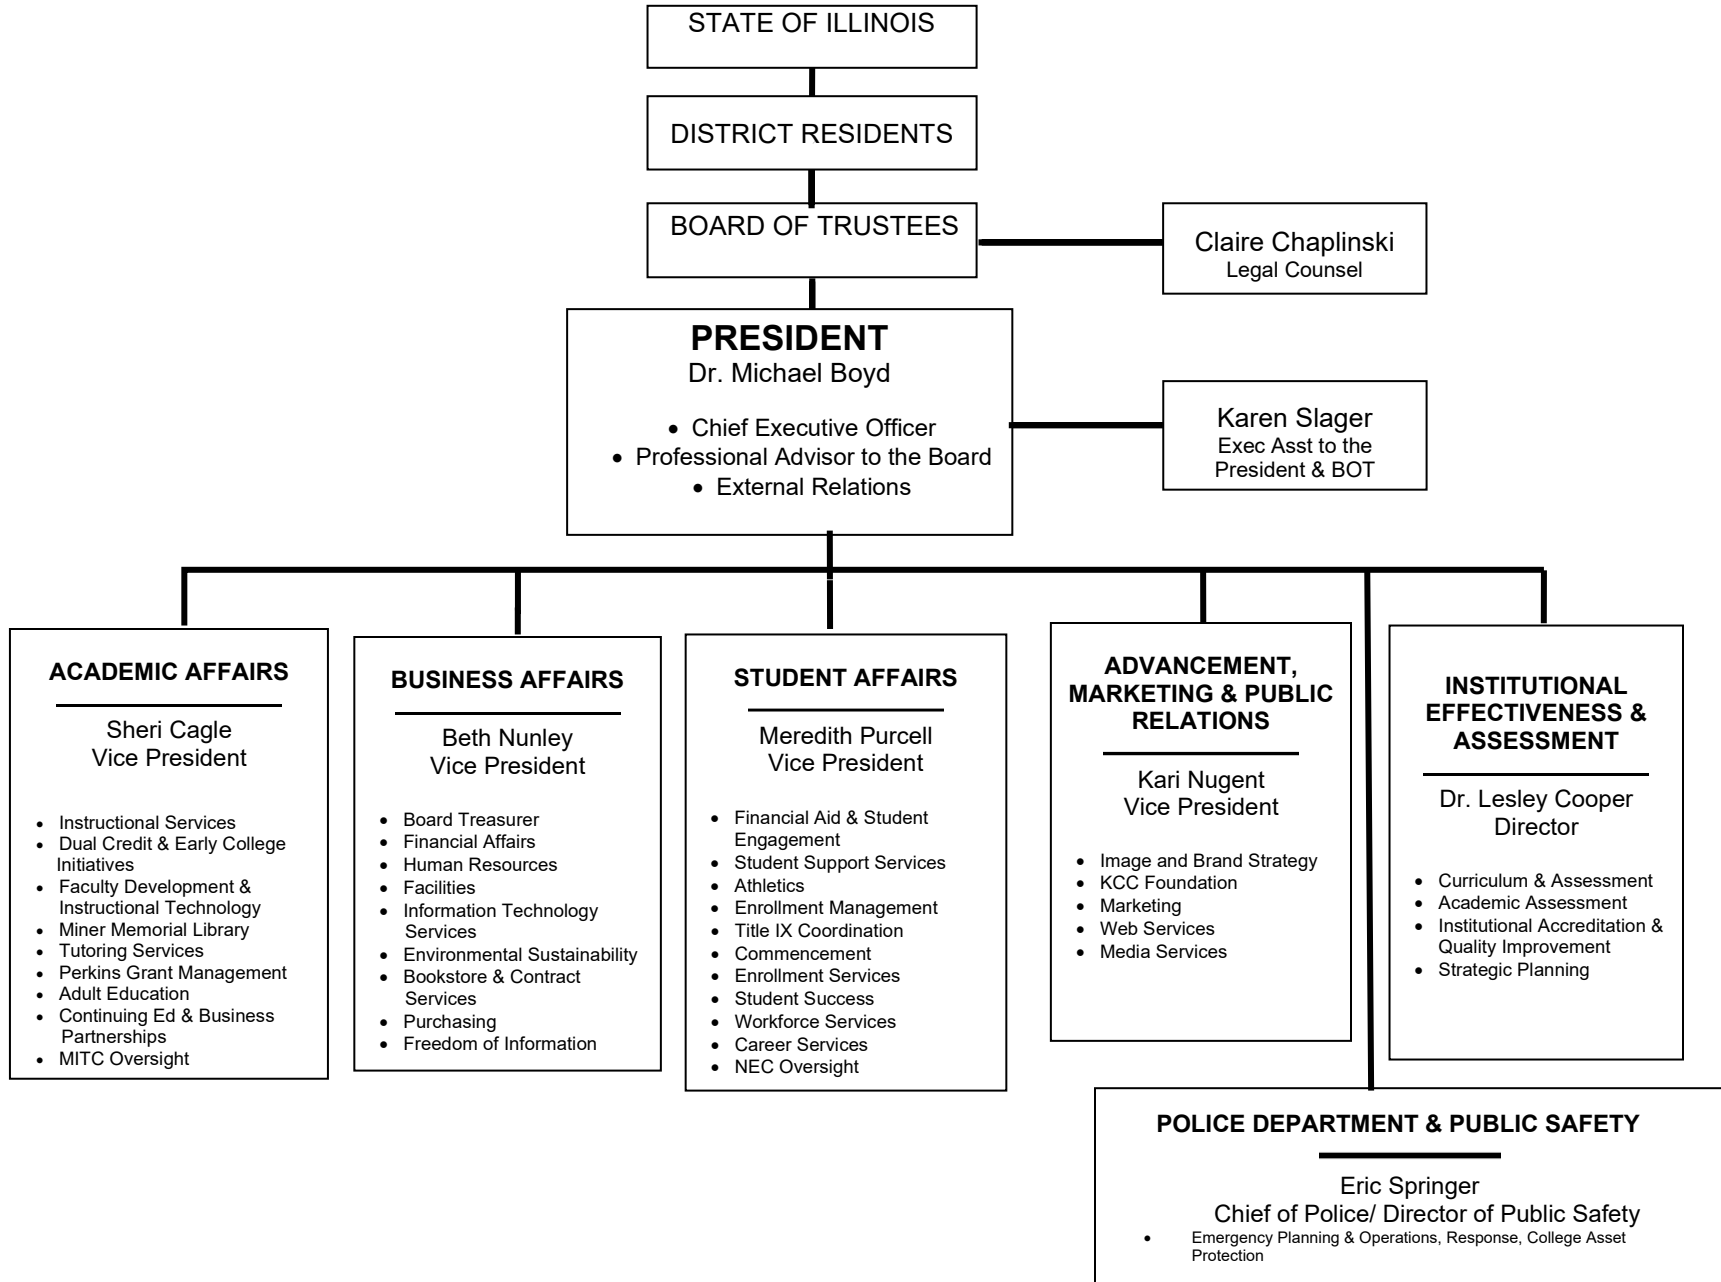 STATE OF ILLINOIS
DISTRICT RESIDENTS
BOARD OF TRUSTEES
Claire Chaplinski
Legal Counsel
PRESIDENT
Dr. Michael Boyd
• Chief Executive Officer
• Professional Advisor to the Board
• External Relations
Karen Slager
Exec Asst to the
President & BOT
ACADEMIC AFFAIRS
Sheri Cagle
Vice President
• Instructional Services
• Dual Credit & Early College
Initiatives
• Faculty Development &
Instructional Technology
• Miner Memorial Library
• Tutoring Services
• Perkins Grant Management
• Adult Education
• Continuing Ed & Business
Partnerships
• MITC Oversight
BUSINESS AFFAIRS
Beth Nunley
Vice President
• Board Treasurer
• Financial Affairs
• Human Resources
• Facilities
• Information Technology
Services
• Environmental Sustainability
• Bookstore & Contract
Services
• Purchasing
• Freedom of Information
STUDENT AFFAIRS
Meredith Purcell
Vice President
• Financial Aid & Student
Engagement
• Student Support Services
• Athletics
• Enrollment Management
• Title IX Coordination
• Commencement
• Enrollment Services
• Student Success
• Workforce Services
• Career Services
• NEC Oversight
ADVANCEMENT,
MARKETING & PUBLIC
RELATIONS
Kari Nugent
Vice President
• Image and Brand Strategy
• KCC Foundation
• Marketing
• Web Services
• Media Services
INSTITUTIONAL
EFFECTIVENESS &
ASSESSMENT
Dr. Lesley Cooper
Director
• Curriculum & Assessment
• Academic Assessment
• Institutional Accreditation &
Quality Improvement
• Strategic Planning
POLICE DEPARTMENT & PUBLIC SAFETY
Eric Springer
Chief of Police/ Director of Public Safety
• Emergency Planning & Operations, Response, College Asset
Protection